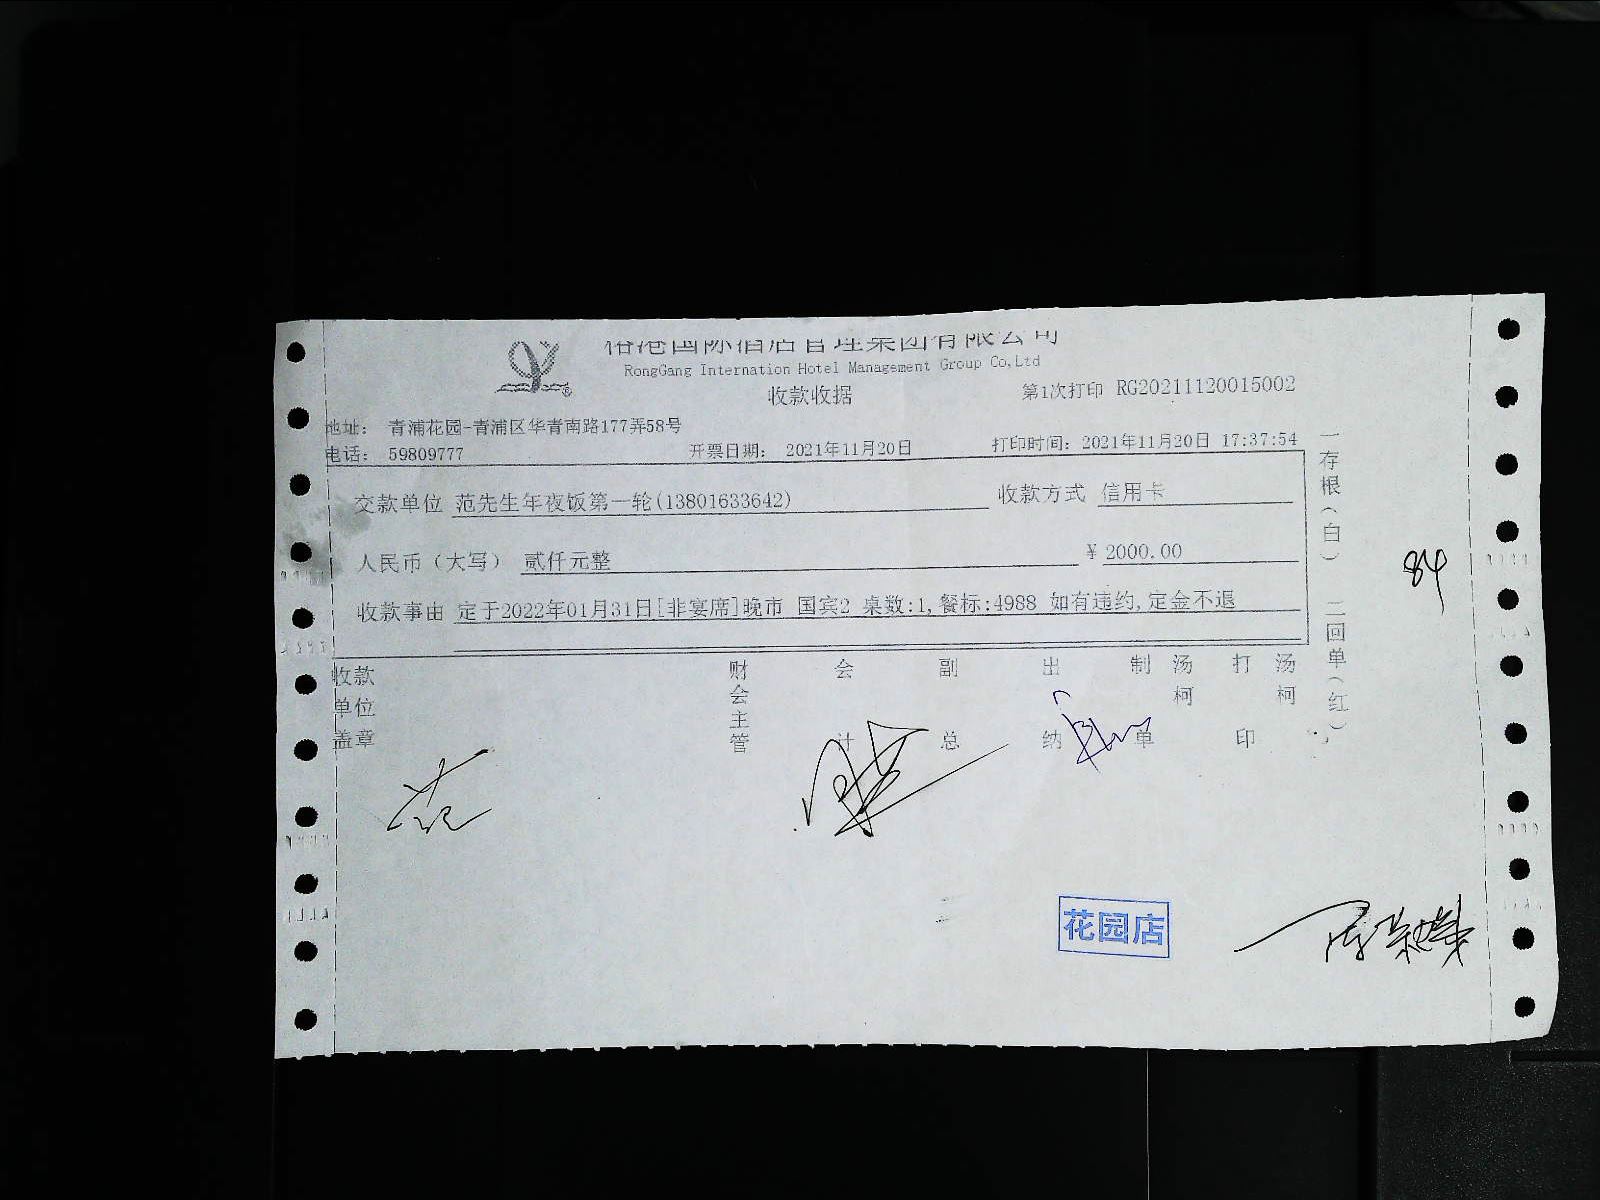 港国际酒店管理集团有限公司
RongGang Internation Hotel Management Group Co,Ltd
收款收据
第1次打印 RG20211120015002
地址： 青浦花园-青浦区华青南路177弄58号
电话： 59809777
开票日期： 2021年11月20日
打印时间：2021年11月20日 17:37:54
交款单位 范先生年夜饭第一轮(13801633642)
收款方式 信用卡
人民币（大写） 贰仟元整
￥2000.00
收款事由 定于2022年01月31日[非宴席]晚市 国宾2 桌数:1,餐标:4988 如有违约,定金不退
一存根（白） 二回单（红）
84
收款单位盖章
财会主管
会计
副总
出纳
制单
汤柯
打印
汤柯
范
花园店